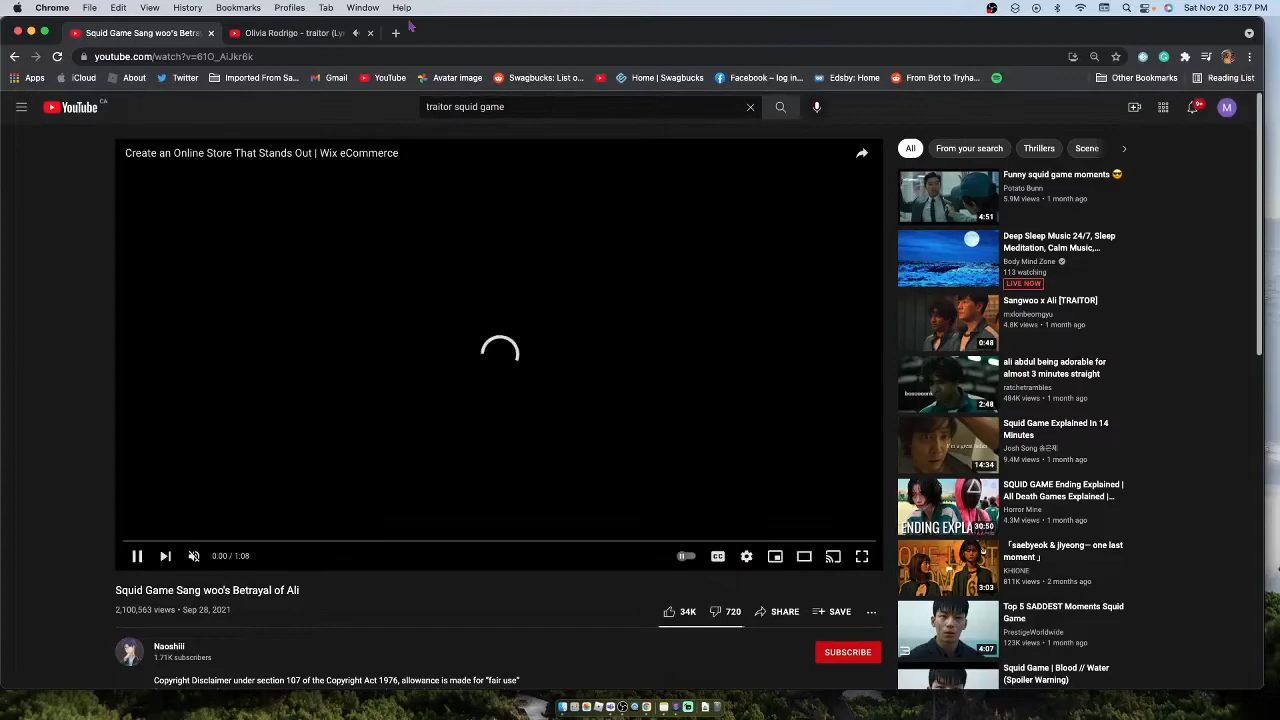 Chrome File Edit View History Bookmarks Profiles Tab Window Help Sat Nov 20 3:57 PM
Squid Game Sang woo's Betra Olivia Rodrigo - traitor (Ly
youtube.com/watch?v=61O_AiJkr6k
Apps iCloud About Twitter Imported From Sa... Gmail YouTube Avatar image Swagbucks: List o... Home | Swagbucks Facebook – log in... Edsby: Home From Bot to Tryha... Other Bookmarks Reading List
YouTube CA traitor squid game 9+ M
Create an Online Store That Stands Out | Wix eCommerce
All From your search Thrillers Scene
Funny squid game moments 😎
Potato Bunn
5.9M views • 1 month ago
4:51
Deep Sleep Music 24/7, Sleep
Meditation, Calm Music,...
Body Mind Zone
113 watching
LIVE NOW
Sangwoo x Ali [TRAITOR]
mxlonbeomgyu
4.8K views • 1 month ago
0:48
ali abdul being adorable for
almost 3 minutes straight
ratchetrambles
484K views • 1 month ago
2:48
Squid Game Explained In 14
Minutes
Josh Song 송은제
9.4M views • 1 month ago
I'm a great father
14:34
SQUID GAME Ending Explained |
All Death Games Explained |...
Horror Mine
4.3M views • 1 month ago
ENDING EXPLA
30:50
「saebyeok & jiyeong— one last
moment 」
KHIONE
811K views • 2 months ago
3:03
Top 5 SADDEST Moments Squid
Game
PrestigeWorldwide
123K views • 1 month ago
4:07
Squid Game | Blood // Water
(Spoiler Warning)
0:00 / 1:08 CC
Squid Game Sang woo's Betrayal of Ali
2,100,563 views • Sep 28, 2021
34K 720 SHARE SAVE
Naoshiii
1.71K subscribers
SUBSCRIBE
Copyright Disclaimer under section 107 of the Copyright Act 1976, allowance is made for "fair use"